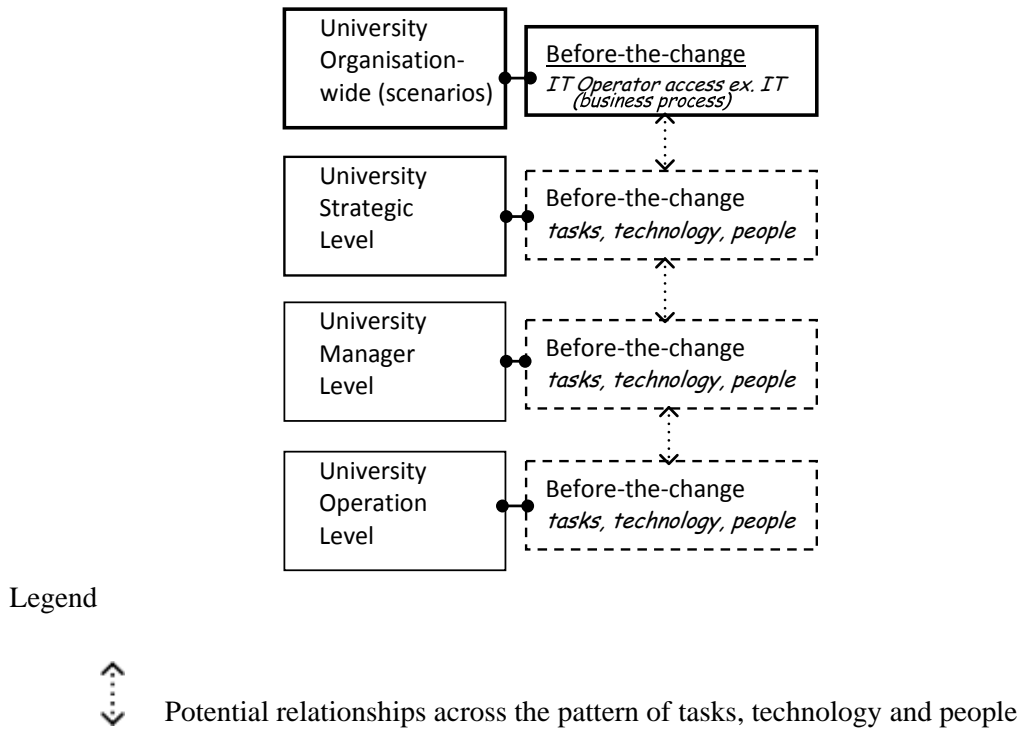 University
Organisation-
wide (scenarios)
Before-the-change
IT Operator access ex. IT
(business process)
University
Strategic
Level
Before-the-change
tasks, technology, people
University
Manager
Level
Before-the-change
tasks, technology, people
University
Operation
Level
Before-the-change
tasks, technology, people
Legend
Potential relationships across the pattern of tasks, technology and people